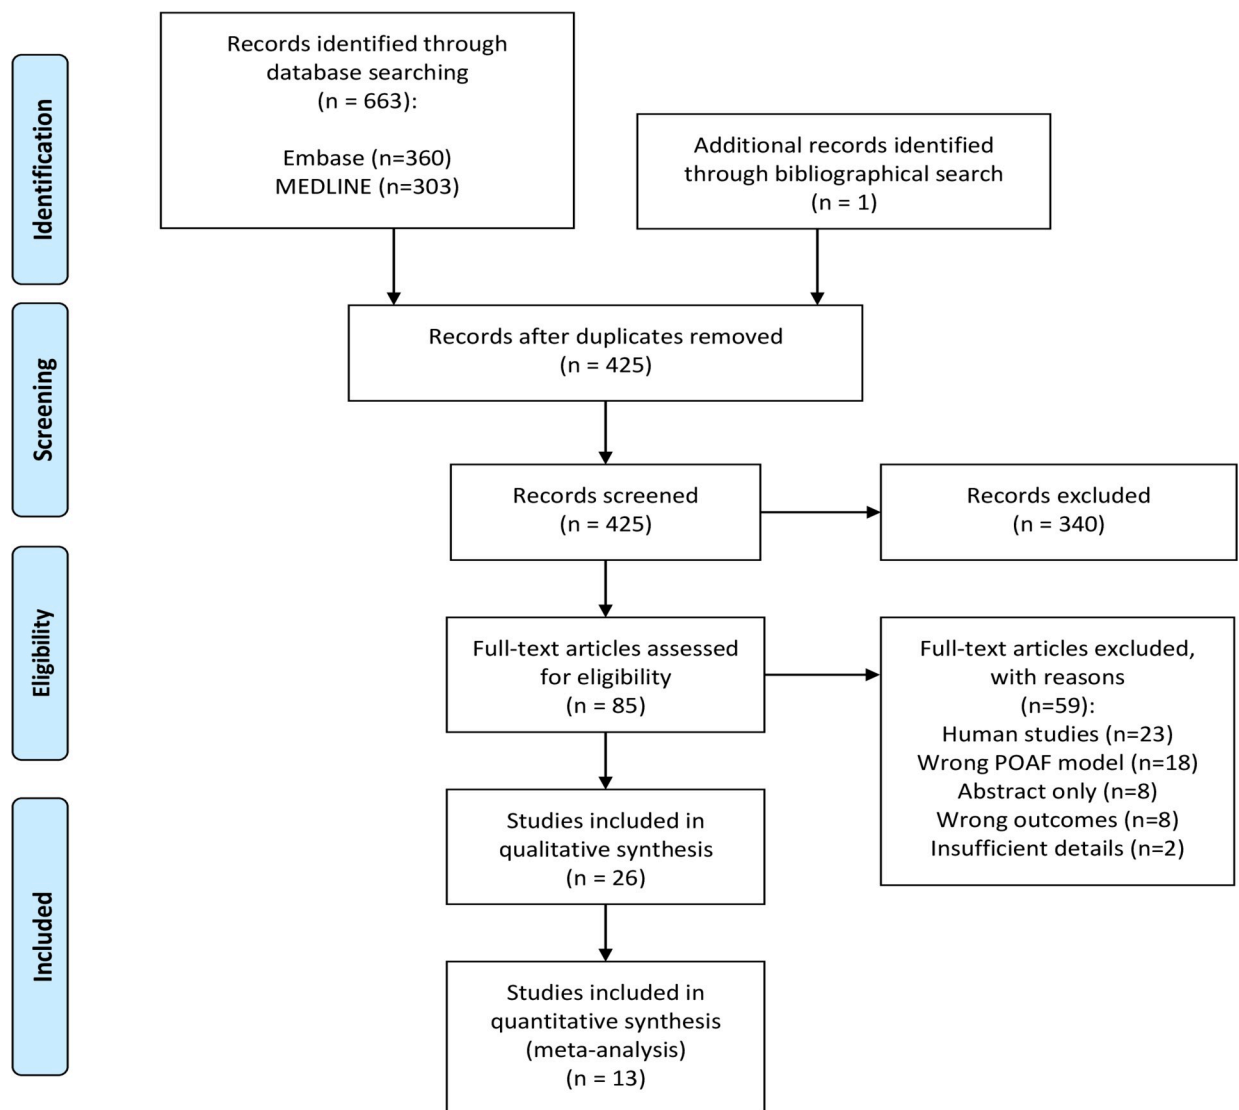 Identification
Records identified through
database searching
(n = 663):
Embase (n=360)
MEDLINE (n=303)
Additional records identified
through bibliographical search
(n = 1)
Screening
Records after duplicates removed
(n = 425)
Records screened
(n = 425)
Records excluded
(n = 340)
Eligibility
Full-text articles assessed
for eligibility
(n = 85)
Full-text articles excluded,
with reasons
(n=59):
Human studies (n=23)
Wrong POAF model (n=18)
Abstract only (n=8)
Wrong outcomes (n=8)
Insufficient details (n=2)
Included
Studies included in
qualitative synthesis
(n = 26)
Studies included in
quantitative synthesis
(meta-analysis)
(n = 13)